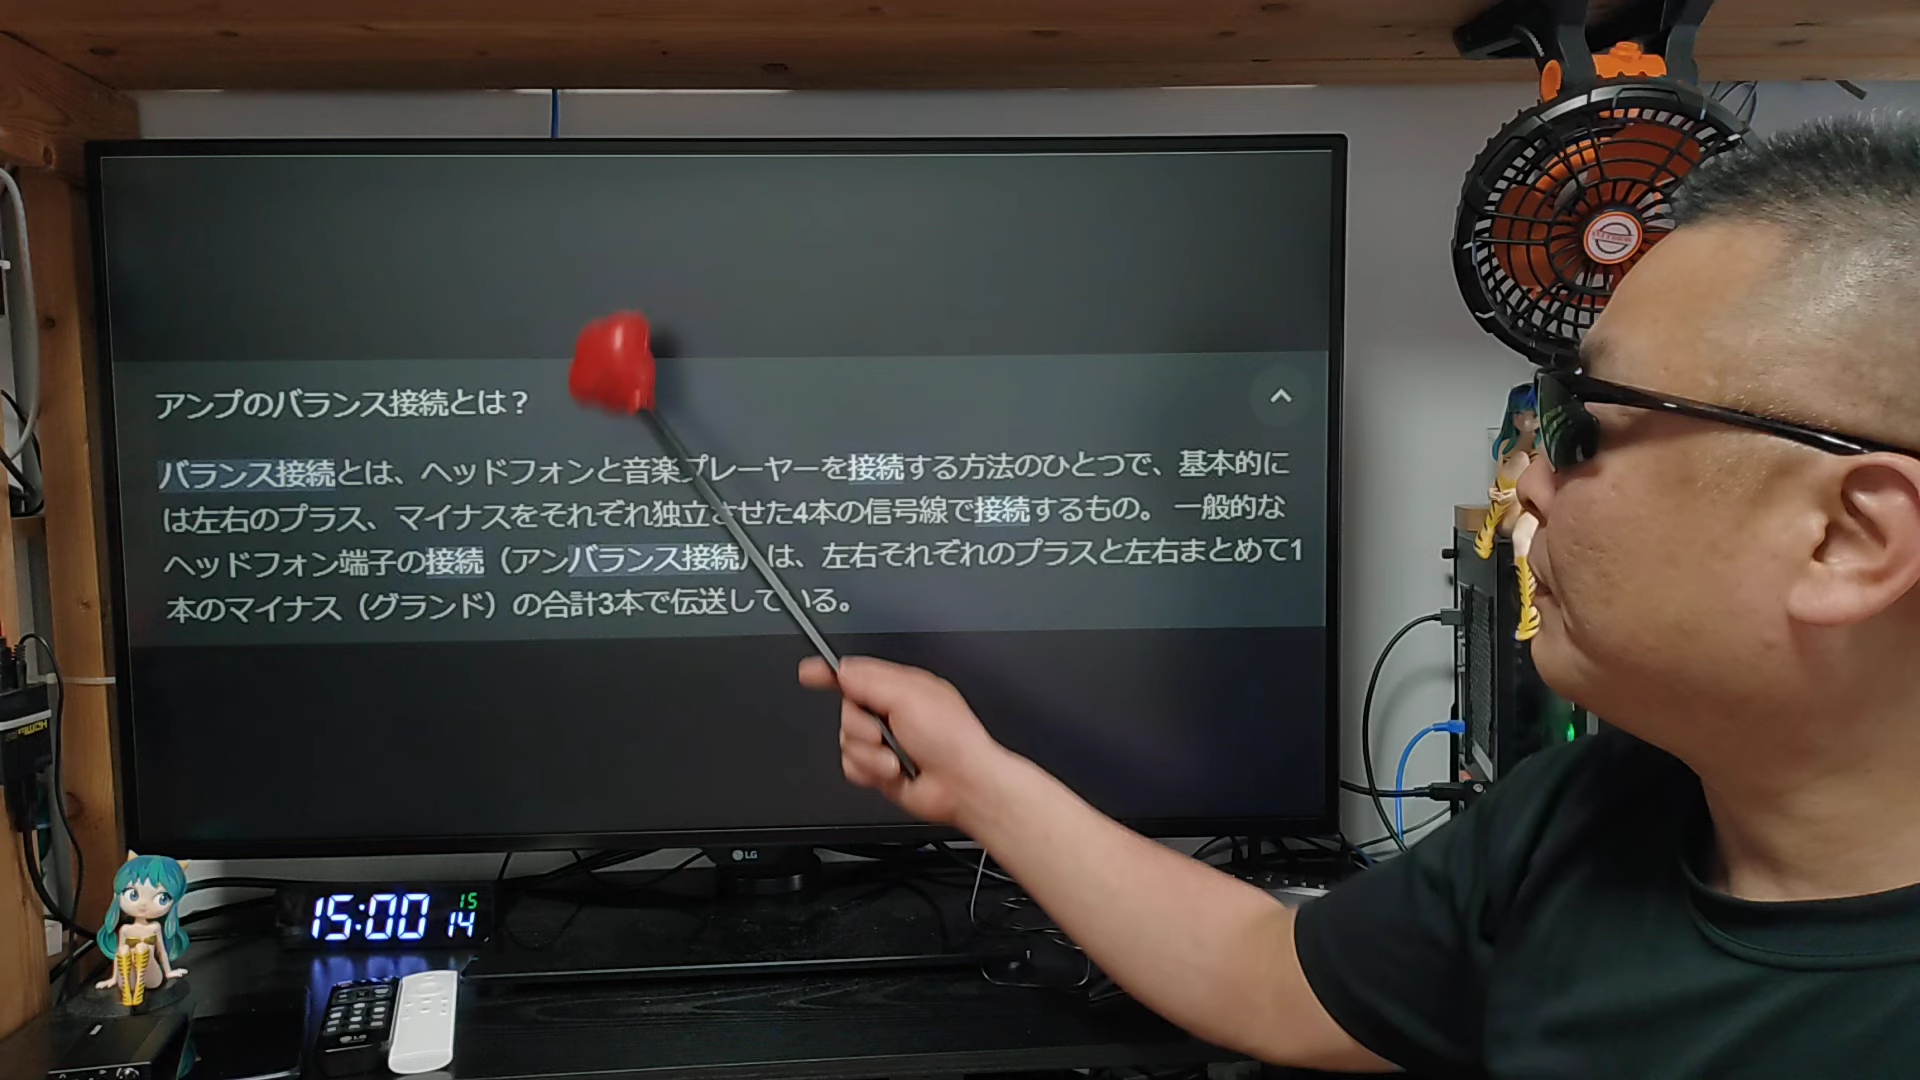 アンプのバランス接続とは？
バランス接続とは、ヘッドフォンと音楽プレーヤーを接続する方法のひとつで、基本的に
は左右のプラス、マイナスをそれぞれ独立させた4本の信号線で接続するもの。 一般的な
ヘッドフォン端子の接続（アンバランス接続）は、左右それぞれのプラスと左右まとめて1
本のマイナス（グランド）の合計3本で伝送している。
LG
15:00 14
15
LG